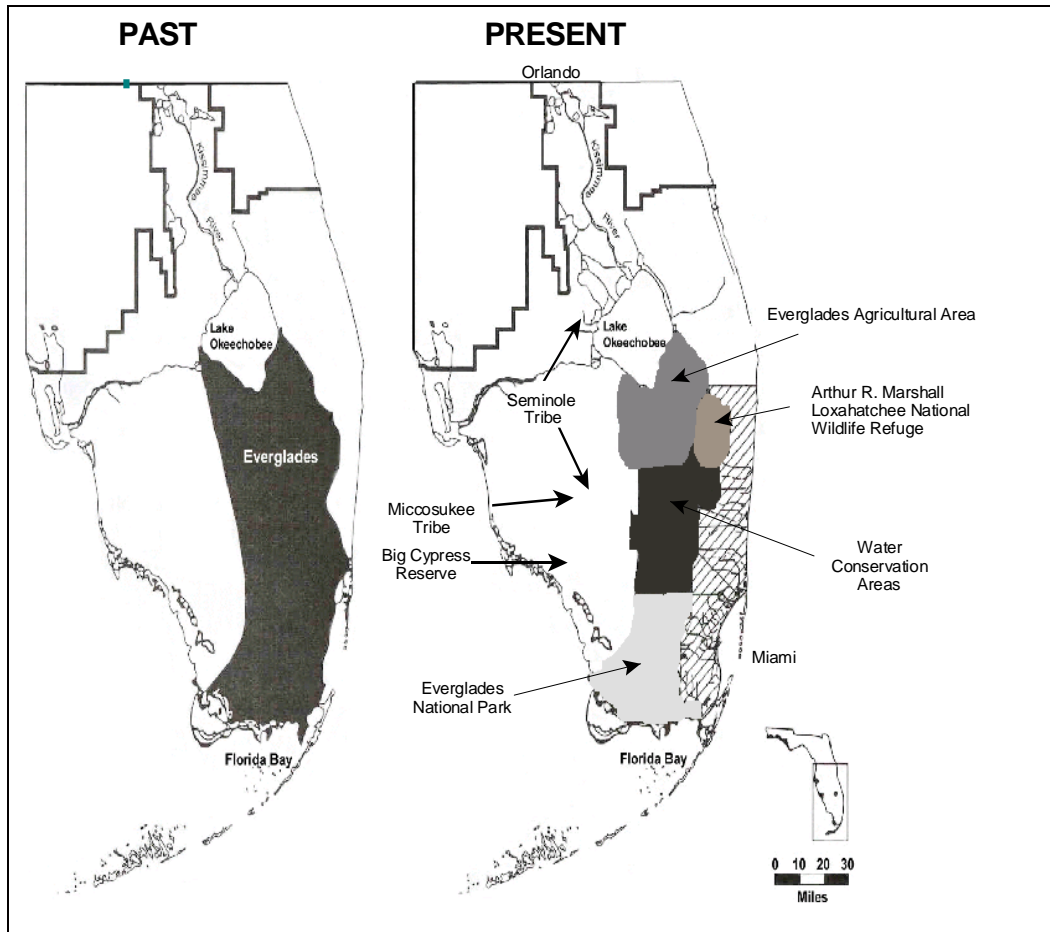 PAST
PRESENT
Orlando
Kissimmee
River
Kissimmee
River
Lake
Okeechobee
Lake
Okeechobee
Everglades Agricultural Area
Arthur R. Marshall
Loxahatchee National
Wildlife Refuge
Seminole
Tribe
Everglades
Miccosukee
Tribe
Big Cypress
Reserve
Water
Conservation
Areas
Miami
Everglades
National Park
Florida Bay
Florida Bay
0 10 20 30
Miles